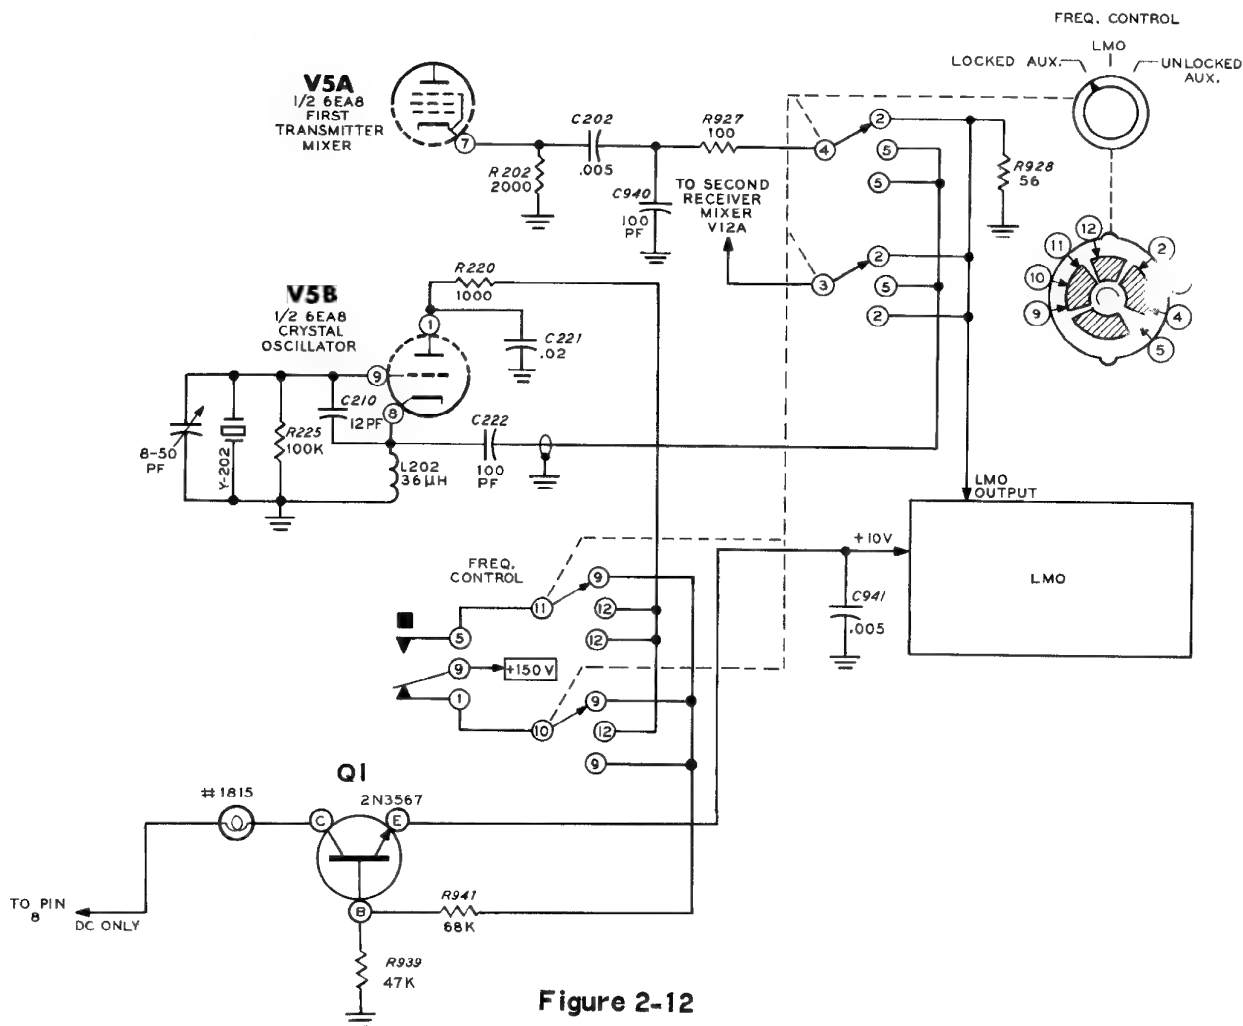 FREQ. CONTROL
LMO
LOCKED AUX.
UNLOCKED
AUX.
V5A
1/2 6EA8
FIRST
TRANSMITTER
MIXER
7
C202
.005
R202
2000
C940
100
PF
R927
100
TO SECOND
RECEIVER
MIXER
V12A
4
2
5
5
3
2
5
2
R928
56
12
11
10
9
2
4
5
V5B
1/2 6EA8
CRYSTAL
OSCILLATOR
R220
1000
1
C221
.02
9
8
8-50
PF
Y-202
R225
100K
C210
12PF
L202
36µH
C222
100
PF
LMO
OUTPUT
+10V
LMO
C941
.005
FREQ.
CONTROL
11
9
12
12
5
9
+150V
1
10
9
12
9
Q1
#1815
2N3567
C
E
B
TO PIN
8
DC ONLY
R941
68K
R939
47K
Figure 2-12